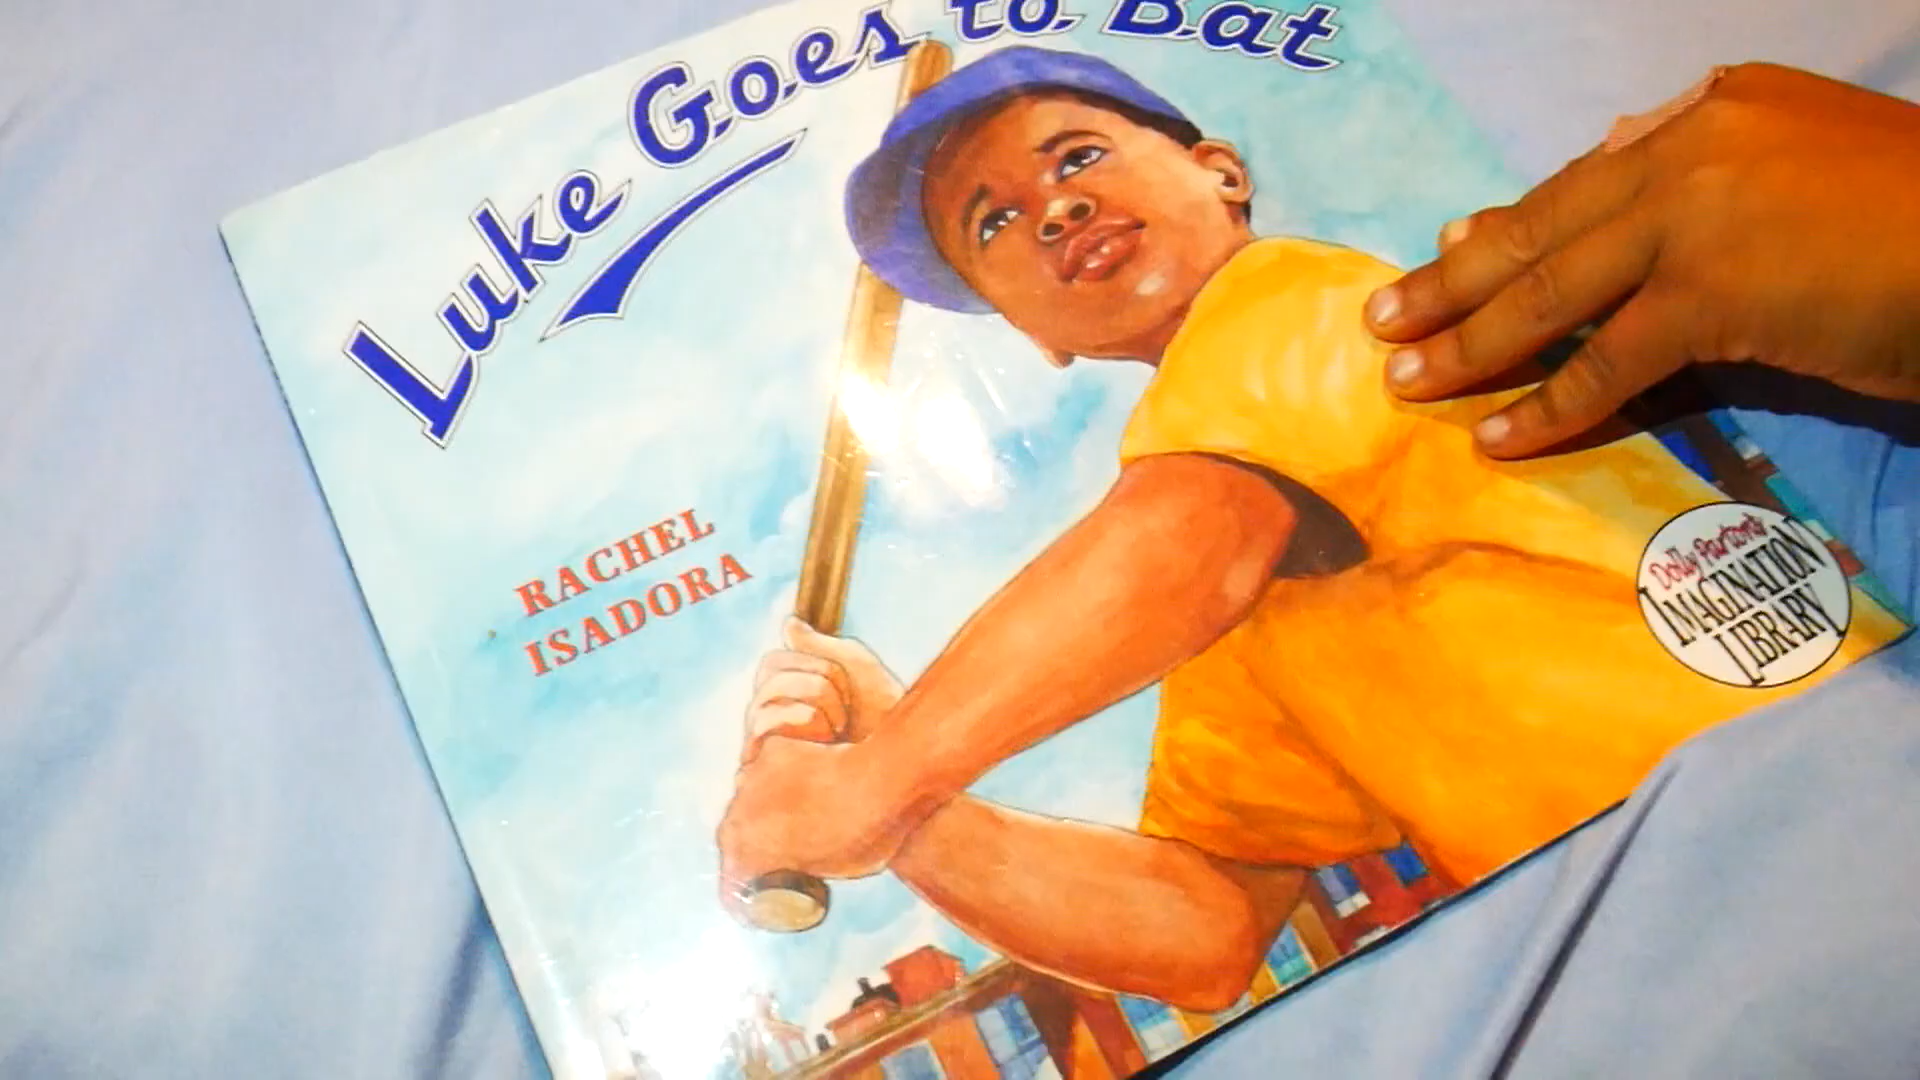 Luke Goes to Bat
RACHEL
ISADORA
Dolly Parton's
IMAGINATION
LIBRARY